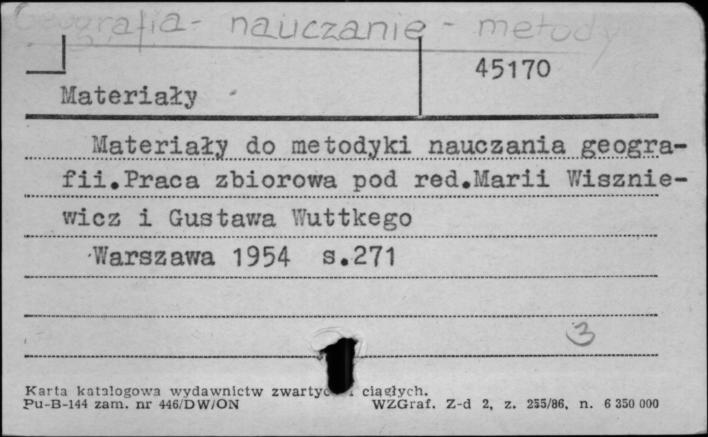 Geografia - nauczanie - metody
45170
Materiały
Materiały do metodyki nauczania geogra-
fii.Praca zbiorowa pod red.Marii Wisznie-
wicz i Gustawa Wuttkego
Warszawa 1954 s.271
3
Karta katalogowa wydawnictw ciągłych.
Pu-B-144 zam. nr 446/DW/ON WZGraf. Z-d 2, z. 255/86, n. 6 350 000